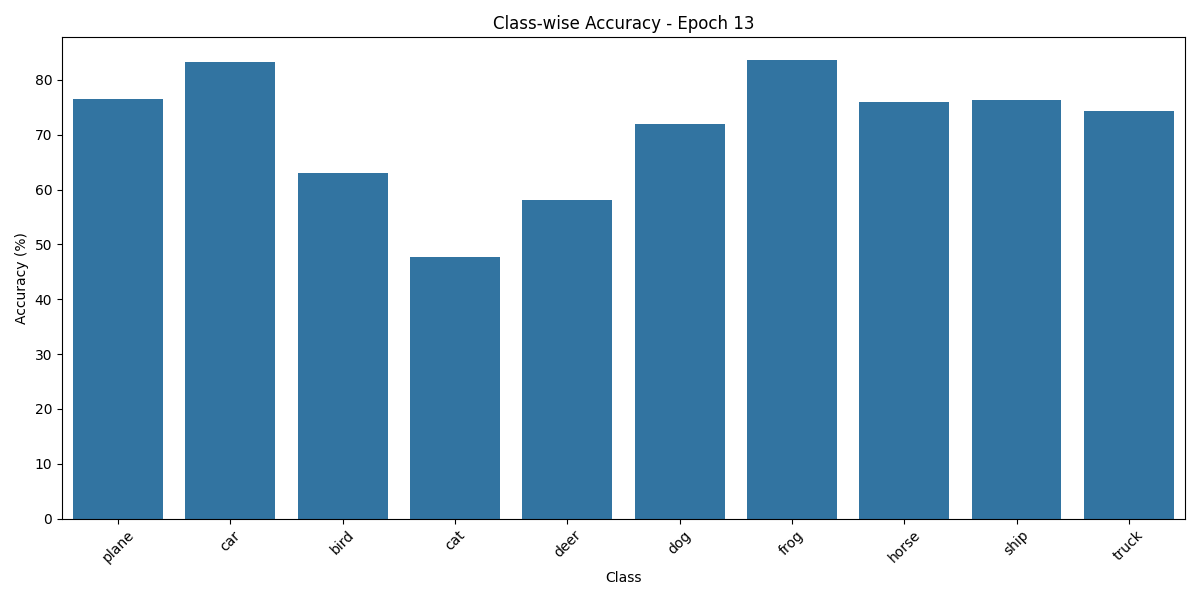 Class-wise Accuracy - Epoch 13
Accuracy (%)
80
70
60
50
40
30
20
10
0
plane
car
bird
cat
deer
dog
frog
horse
ship
truck
Class